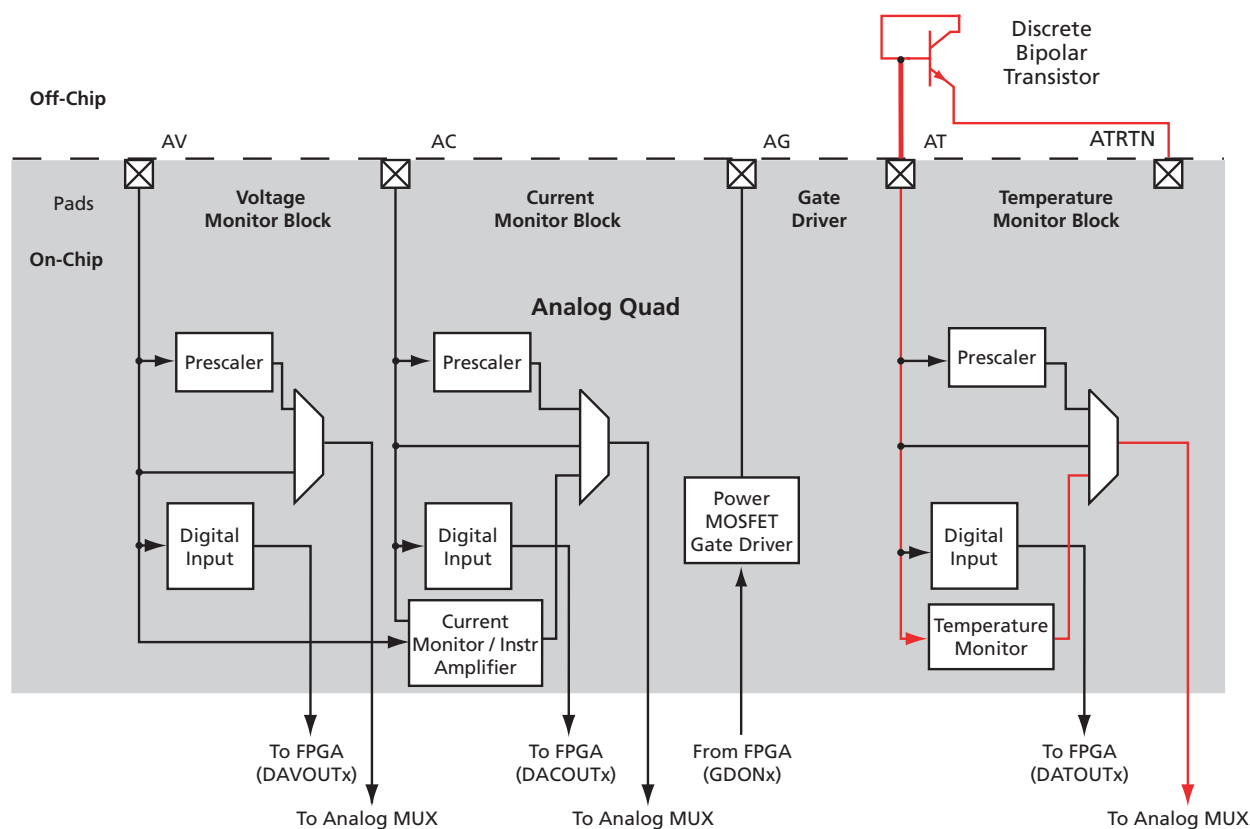 Discrete
Bipolar
Transistor
Off-Chip
AV
AC
AG
AT
ATRTN
Pads
Voltage
Monitor Block
Current
Monitor Block
Gate
Driver
Temperature
Monitor Block
On-Chip
Analog Quad
Prescaler
Prescaler
Prescaler
Digital
Input
Digital
Input
Power
MOSFET
Gate Driver
Digital
Input
Current
Monitor / Instr
Amplifier
Temperature
Monitor
To FPGA
(DAVOUTx)
To FPGA
(DACOUTx)
From FPGA
(GDONx)
To FPGA
(DATOUTx)
To Analog MUX
To Analog MUX
To Analog MUX